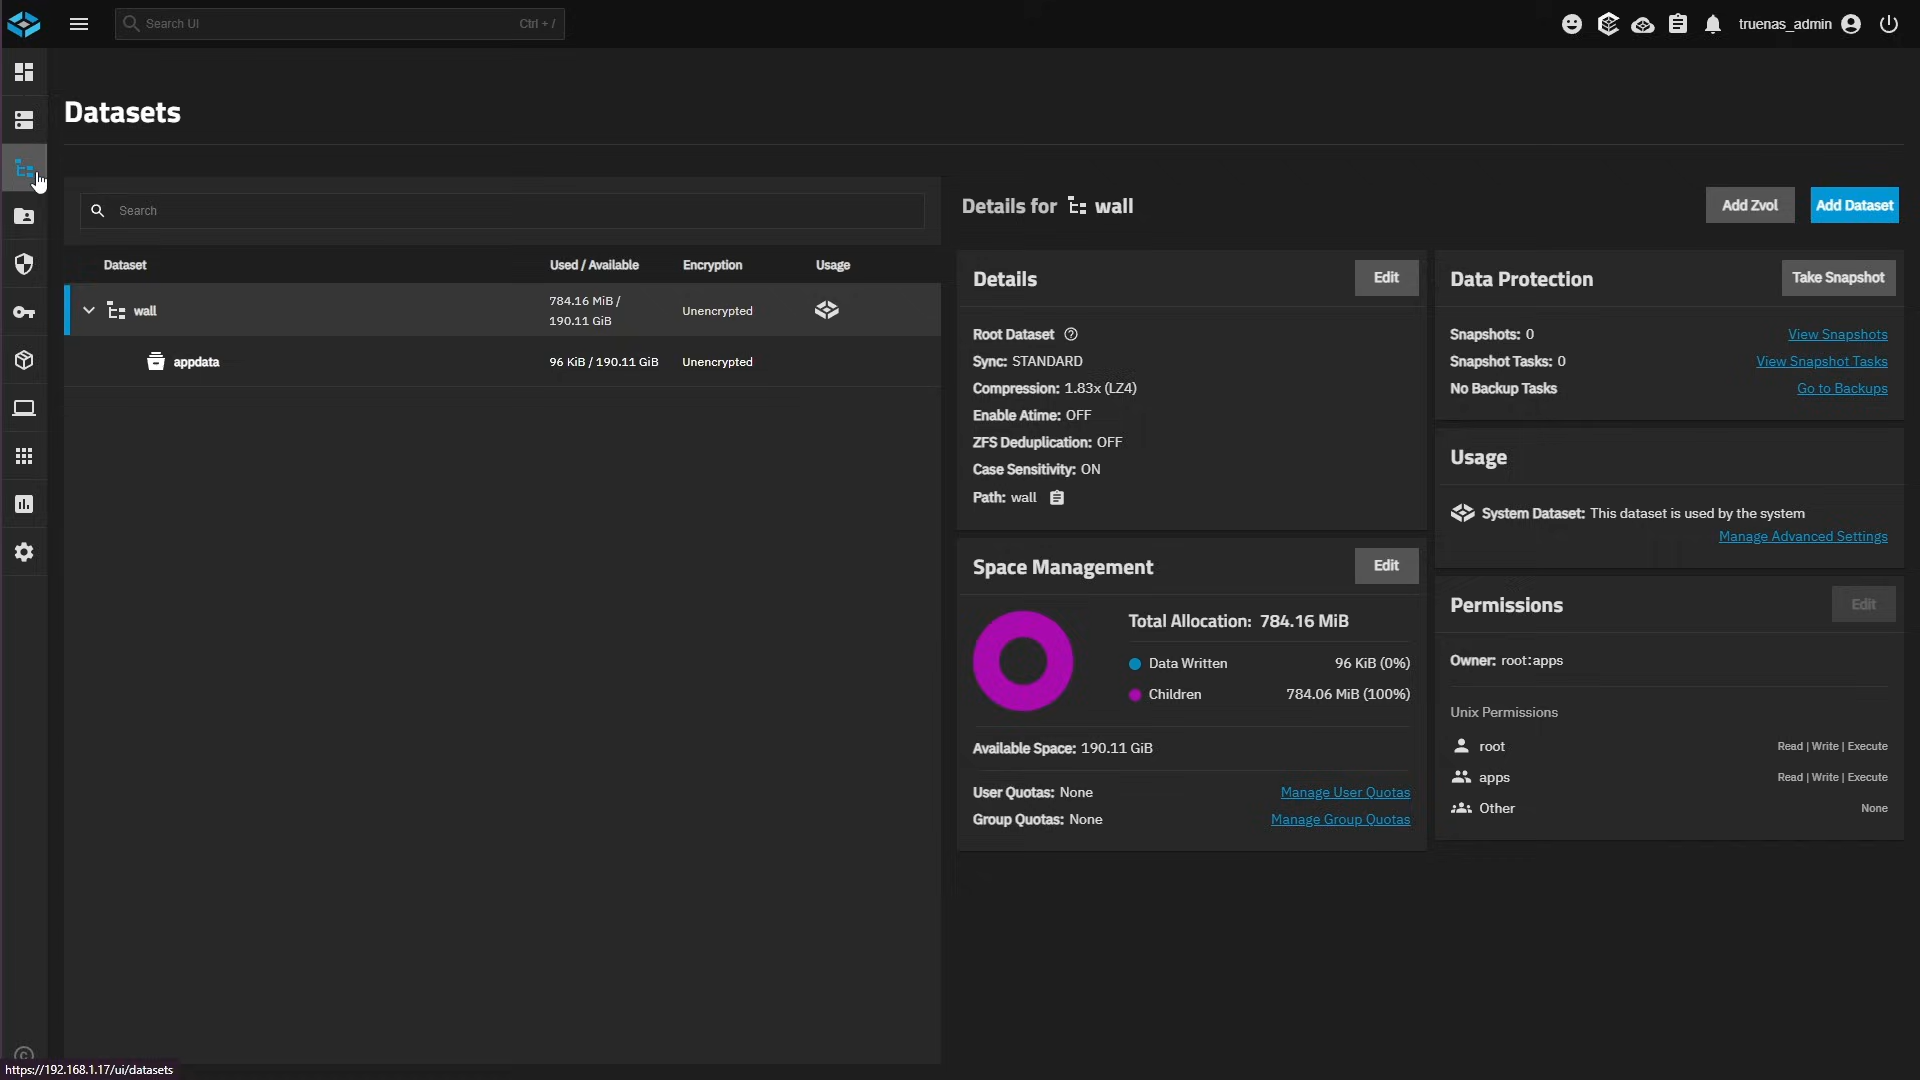 Search UI
Ctrl + /
truenas_admin
Datasets
Search
Dataset
Used / Available
Encryption
Usage
wall
784.16 MiB /
190.11 GiB
Unencrypted
appdata
96 KiB / 190.11 GiB
Unencrypted
Details for wall
Add Zvol
Add Dataset
Details
Edit
Root Dataset
Sync: STANDARD
Compression: 1.83x (LZ4)
Enable Atime: OFF
ZFS Deduplication: OFF
Case Sensitivity: ON
Path: wall
Space Management
Edit
Total Allocation: 784.16 MiB
Data Written 96 KiB (0%)
Children 784.06 MiB (100%)
Available Space: 190.11 GiB
User Quotas: None Manage User Quotas
Group Quotas: None Manage Group Quotas
Data Protection
Take Snapshot
Snapshots: 0 View Snapshots
Snapshot Tasks: 0 View Snapshot Tasks
No Backup Tasks Go to Backups
Usage
System Dataset: This dataset is used by the system
Manage Advanced Settings
Permissions
Edit
Owner: root:apps
Unix Permissions
root Read | Write | Execute
apps Read | Write | Execute
Other None
https://192.168.1.17/ui/datasets